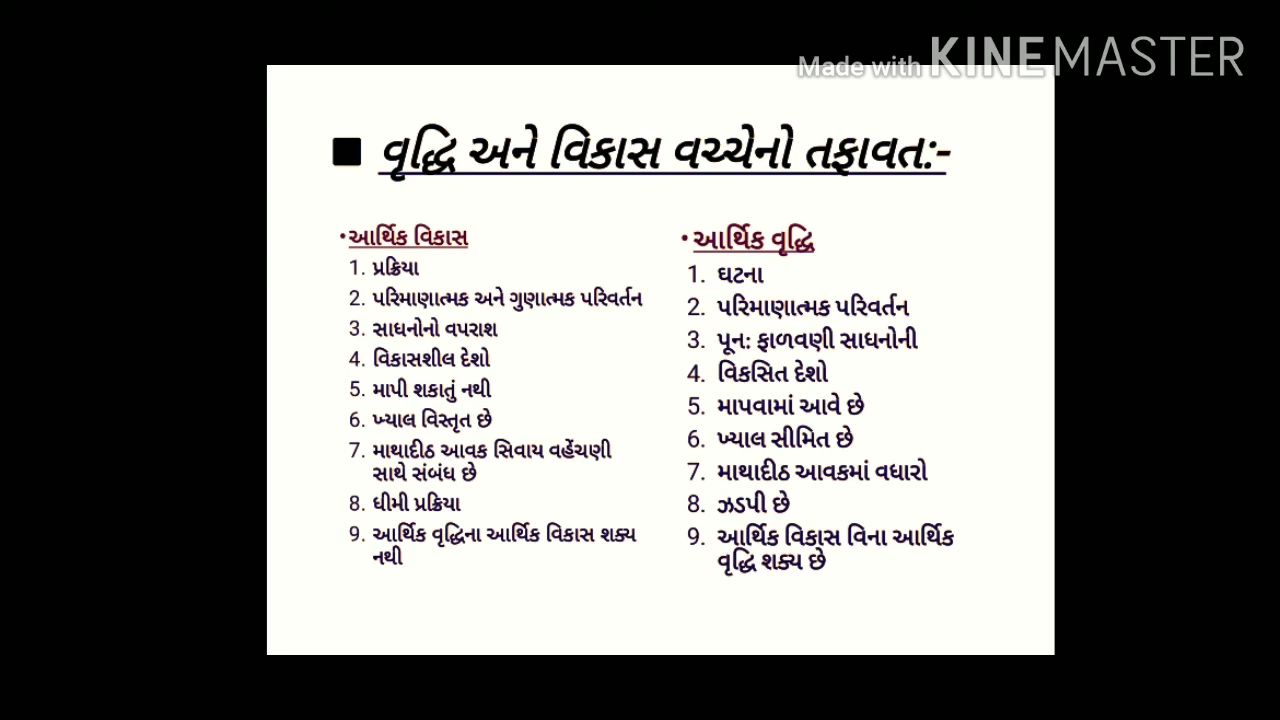 Made with KINEMASTER
■ વૃદ્ધિ અને વિકાસ વચ્ચેનો તફાવત:-
•આર્થિક વિકાસ
1. પ્રક્રિયા
2. પરિમાણાત્મક અને ગુણાત્મક પરિવર્તન
3. સાધનોનો વપરાશ
4. વિકાસશીલ દેશો
5. માપી શકાતું નથી
6. ખ્યાલ વિસ્તૃત છે
7. માથાદીઠ આવક સિવાય વહેંચણી
સાથે સંબંધ છે
8. ધીમી પ્રક્રિયા
9. આર્થિક વૃદ્ધિના આર્થિક વિકાસ શક્ય
નથી
•આર્થિક વૃદ્ધિ
1. ઘટના
2. પરિમાણાત્મક પરિવર્તન
3. પૂન: ફાળવણી સાધનોની
4. વિકસિત દેશો
5. માપવામાં આવે છે
6. ખ્યાલ સીમિત છે
7. માથાદીઠ આવકમાં વધારો
8. ઝડપી છે
9. આર્થિક વિકાસ વિના આર્થિક
વૃદ્ધિ શક્ય છે